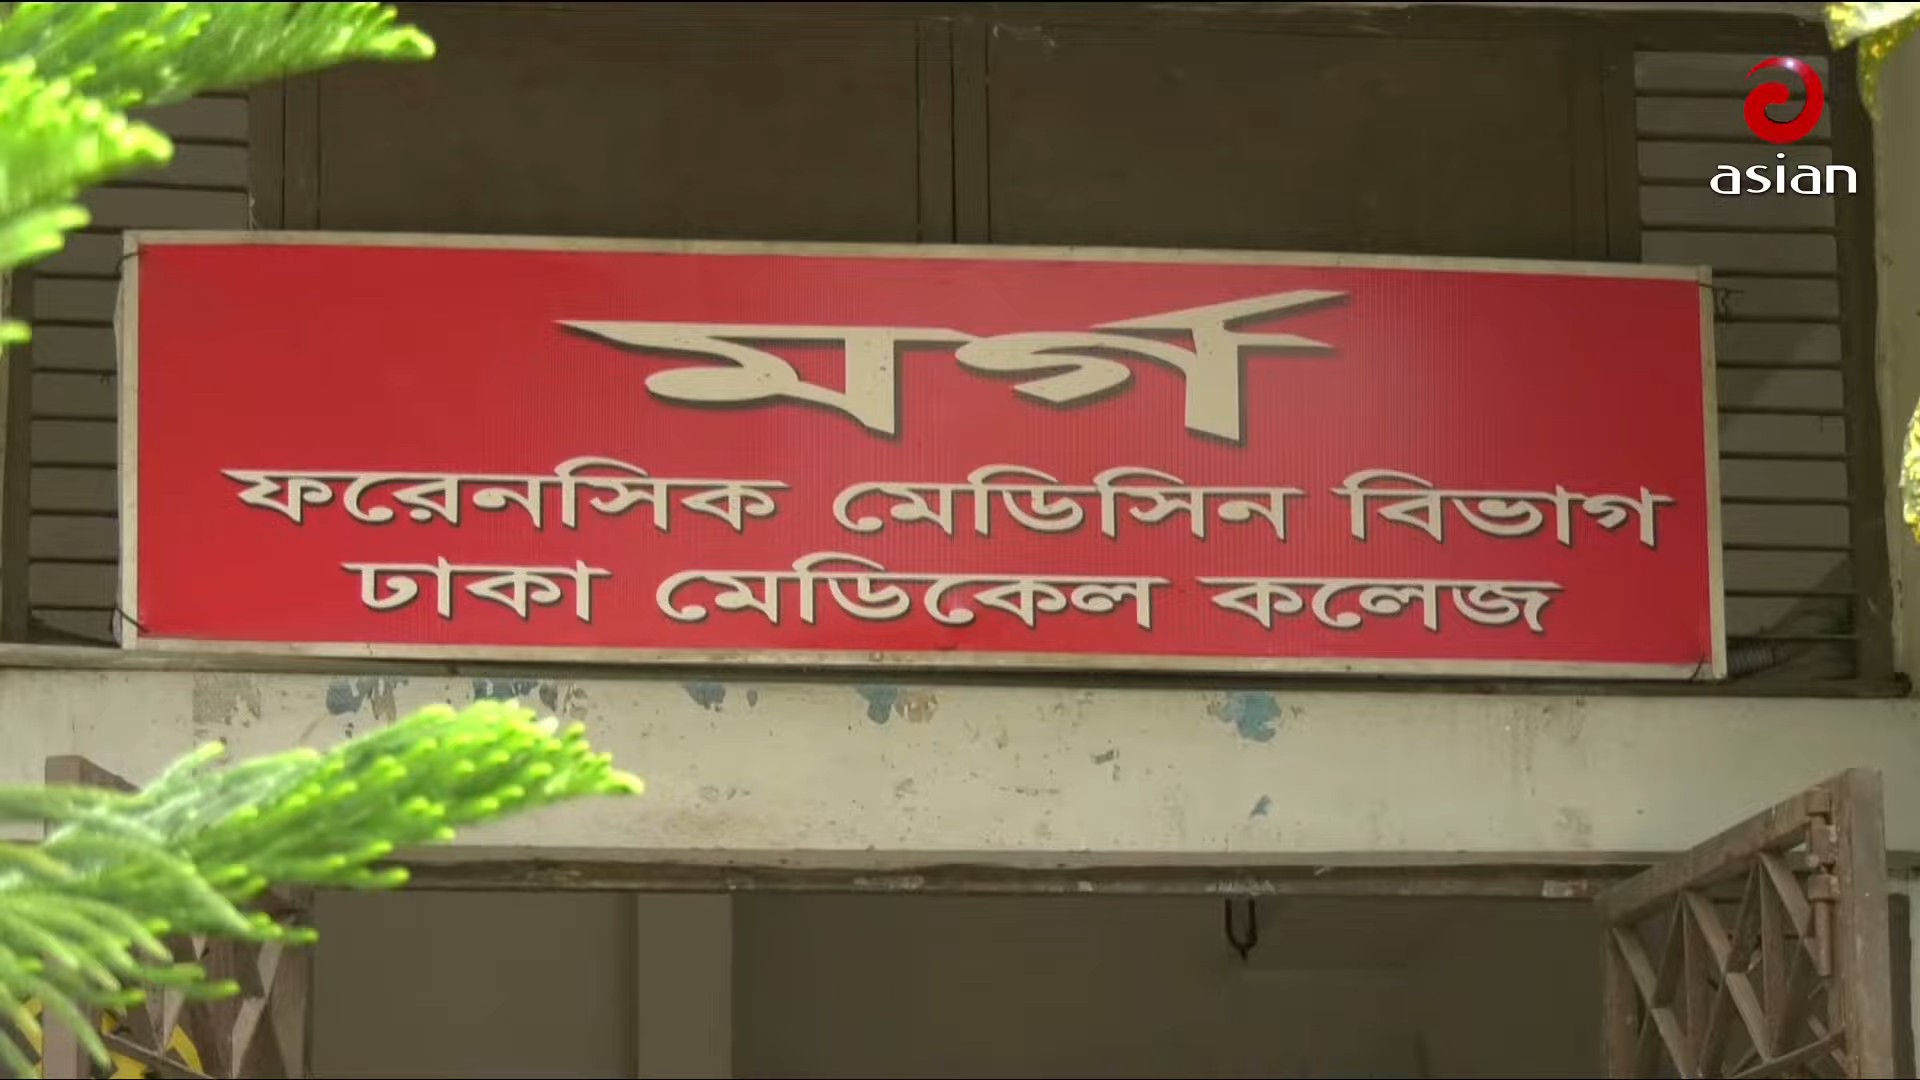 asian
মর্গ
ফরেনসিক মেডিসিন বিভাগ
ঢাকা মেডিকেল কলেজ